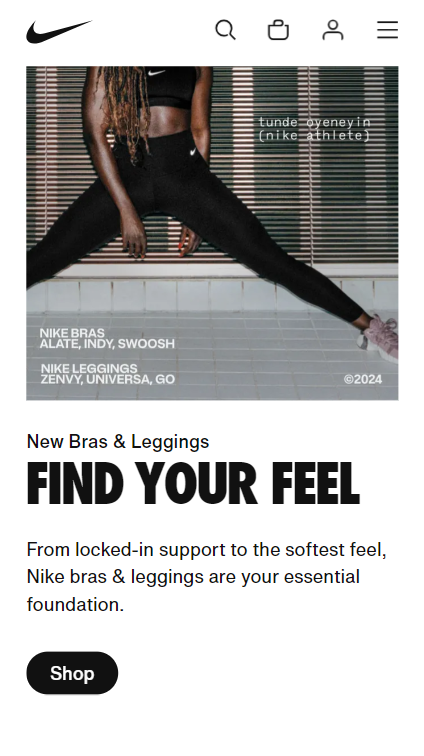 tunde oyeneyin
(nike athlete)
NIKE BRAS
ALATE, INDY, SWOOSH
NIKE LEGGINGS
ZENVY, UNIVERSA, GO
©2024
New Bras & Leggings
FIND YOUR FEEL
From locked-in support to the softest feel,
Nike bras & leggings are your essential
foundation.
Shop